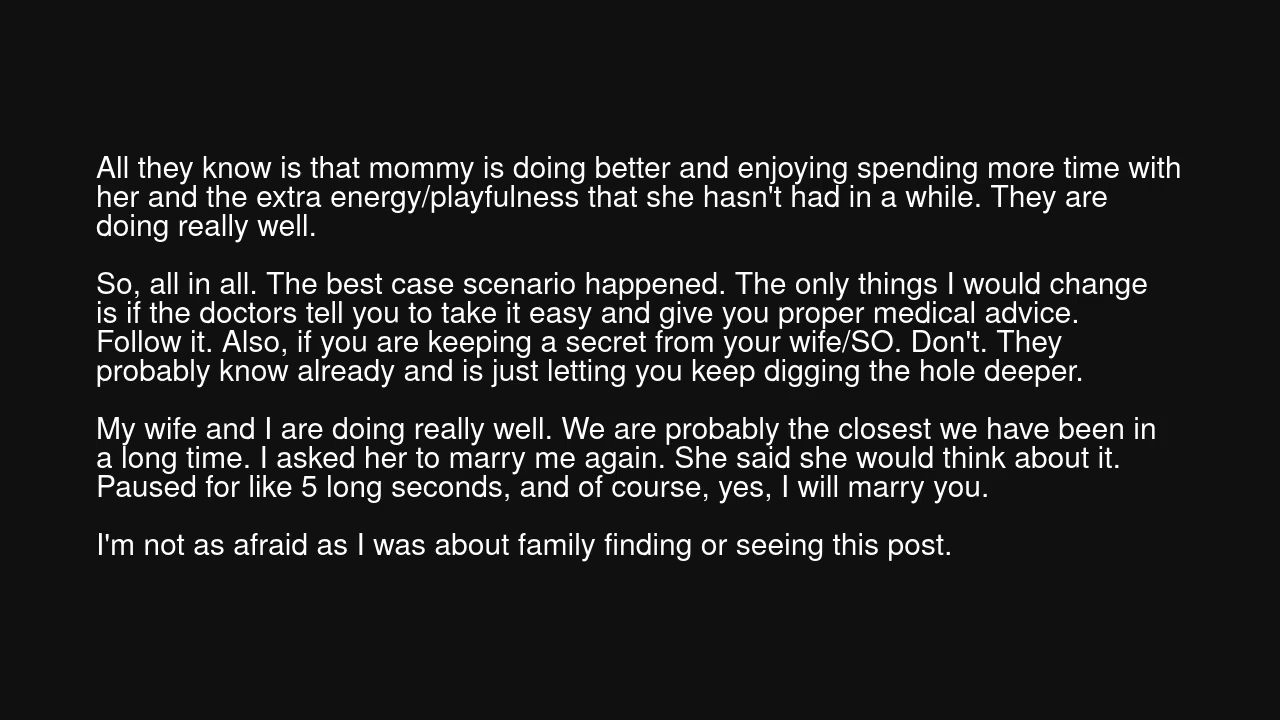 All they know is that mommy is doing better and enjoying spending more time with
her and the extra energy/playfulness that she hasn't had in a while. They are
doing really well.
So, all in all. The best case scenario happened. The only things I would change
is if the doctors tell you to take it easy and give you proper medical advice.
Follow it. Also, if you are keeping a secret from your wife/SO. Don't. They
probably know already and is just letting you keep digging the hole deeper.
My wife and I are doing really well. We are probably the closest we have been in
a long time. I asked her to marry me again. She said she would think about it.
Paused for like 5 long seconds, and of course, yes, I will marry you.
I'm not as afraid as I was about family finding or seeing this post.